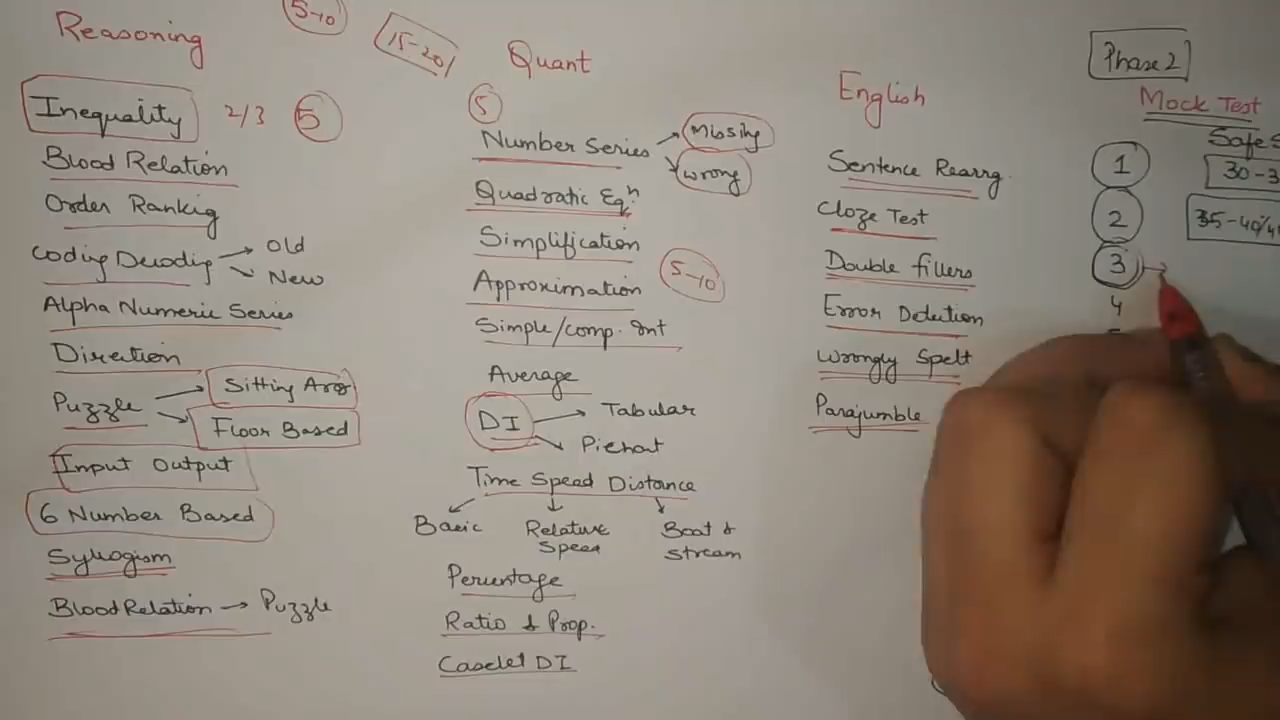 Reasoning
5-10
15-20
Inequality 2/3 5
Blood Relation
Order Rankig
Coding Decoding
Old
New
Alpha Numeric Series
Direction
Puzzle
Sitting
Floor Based
Input Output
6 Number Based
Syllogism
Blood Relation → Puzzle
Quant
5
Number Series
Missing
Wrong
Quadratic Eqn
Simplification
Approximation
5-10
Simple/comp. Int
Average
DI
Tabular
Piechart
Time Speed Distance
Basic
Relative
Speed
Boat &
stream
Percentage
Ratio & Prop.
Caselet DI
English
Sentence Rearrg.
Cloze Test
Double fillers
Error Detection
Wrongly Spelt
Parajumble
Phase 2
Mock Test
Safe
1
30-3
2
35-40
3
4